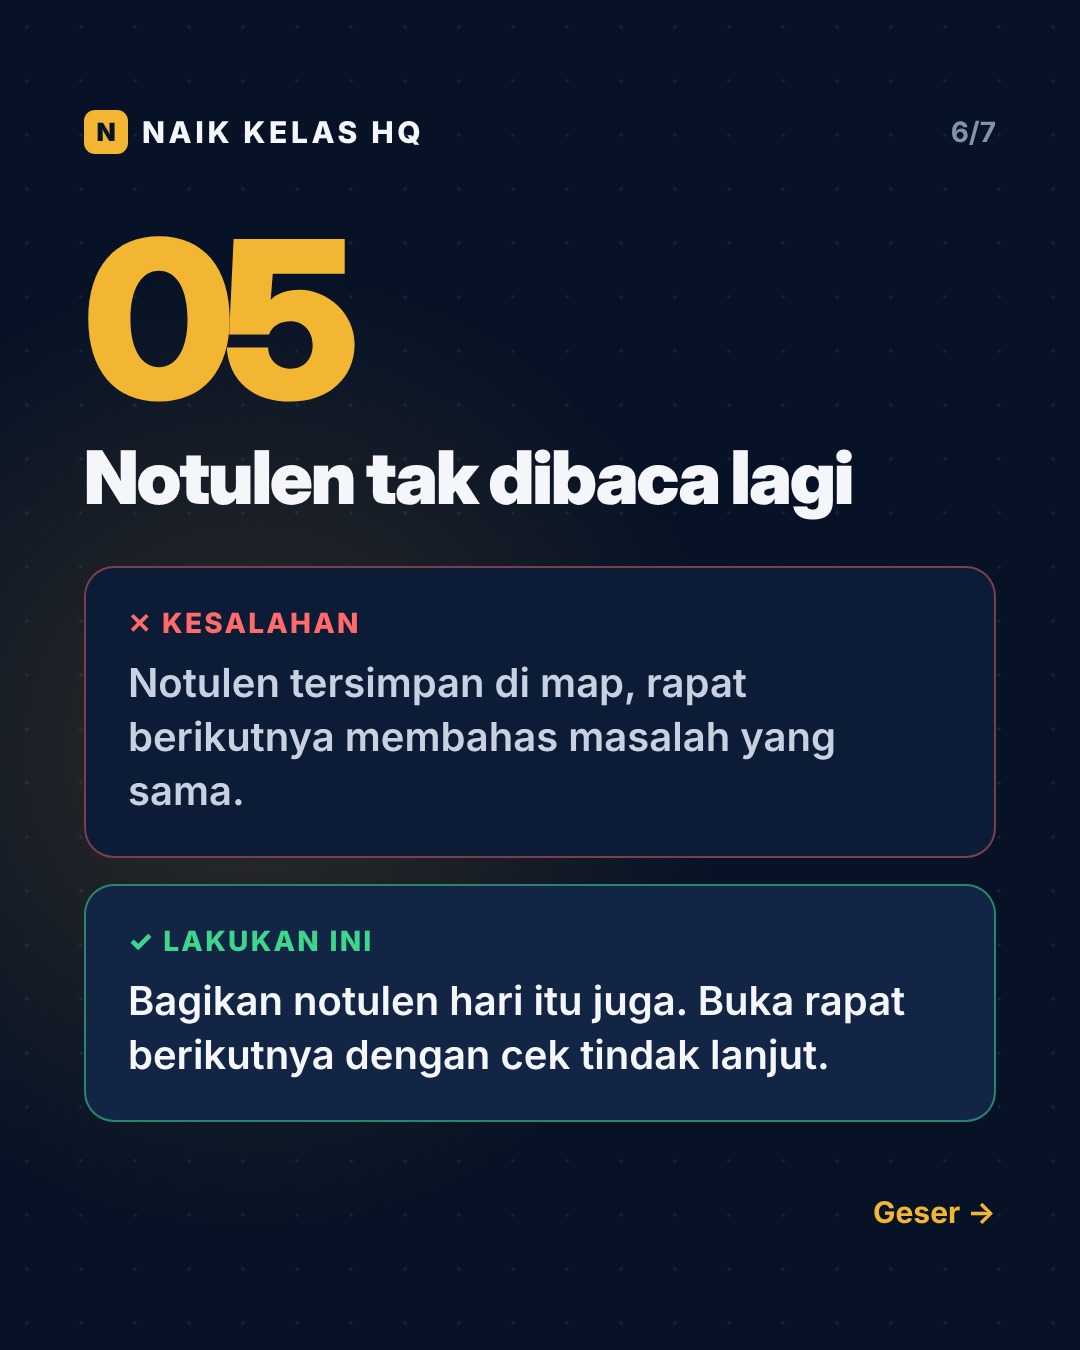 N NAIK KELAS HQ
6/7
05
Notulen tak dibaca lagi
✕ KESALAHAN
Notulen tersimpan di map, rapat
berikutnya membahas masalah yang
sama.
✓ LAKUKAN INI
Bagikan notulen hari itu juga. Buka rapat
berikutnya dengan cek tindak lanjut.
Geser →